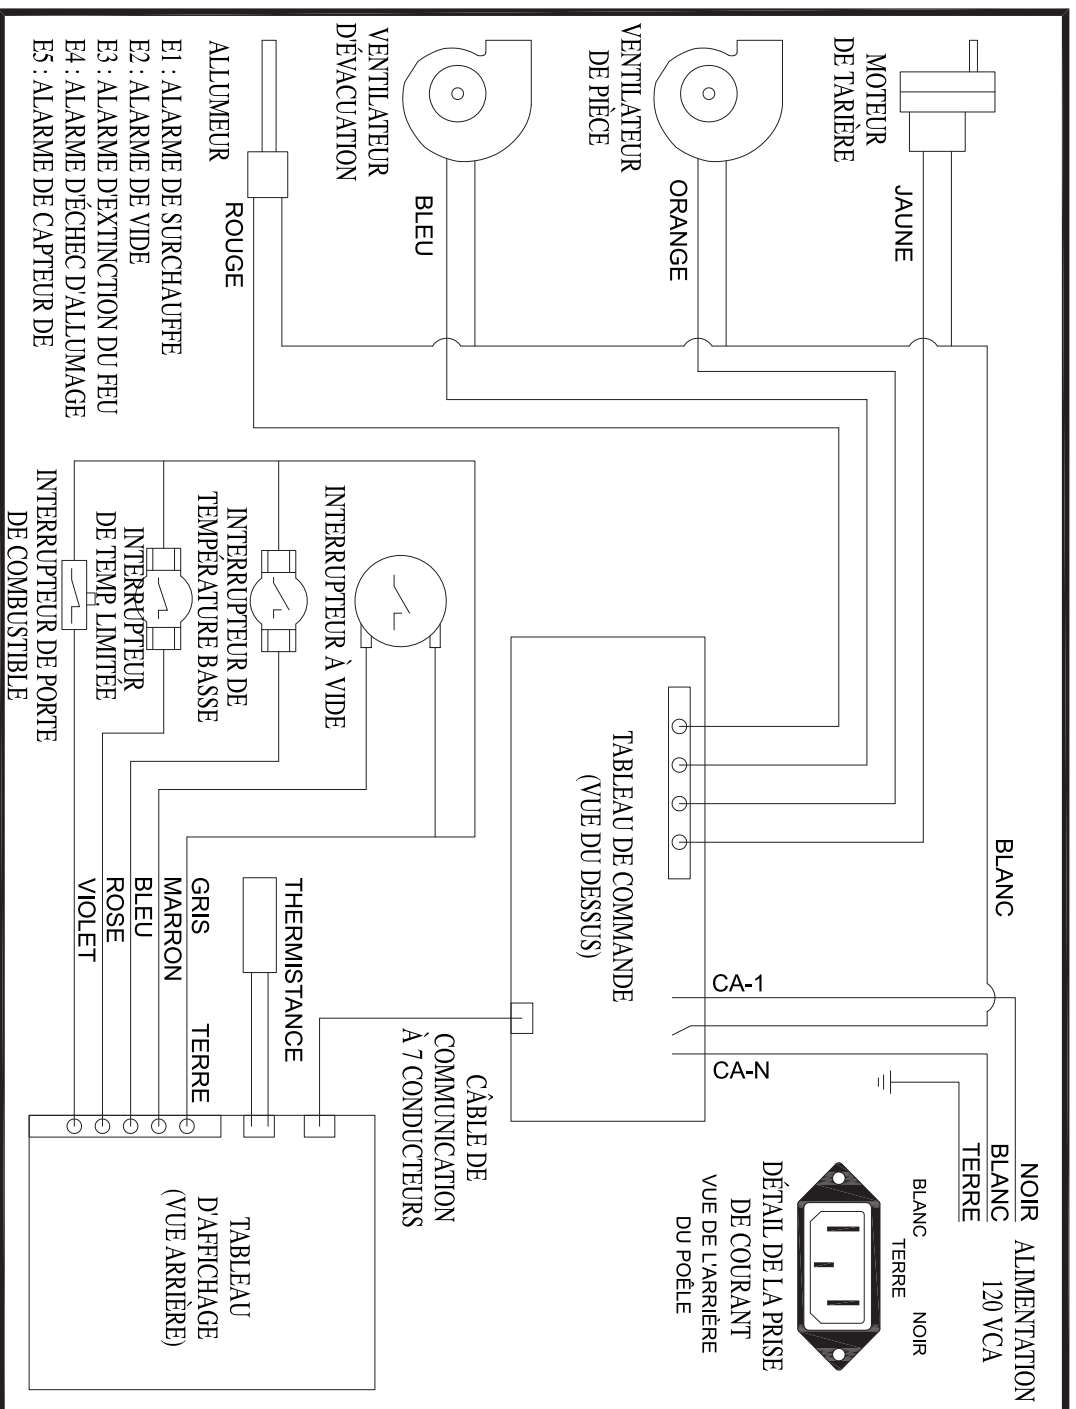 MOTEUR
DE TARIÈRE
JAUNE
VENTILATEUR
DE PIÈCE
ORANGE
VENTILATEUR
D'ÉVACUATION
BLEU
ALLUMEUR
ROUGE
E1 : ALARME DE SURCHAUFFE
E2 : ALARME DE VIDE
E3 : ALARME D'EXTINCTION DU FEU
E4 : ALARME D'ÉCHEC D'ALLUMAGE
E5 : ALARME DE CAPTEUR DE
INTERRUPTEUR À VIDE
INTERRUPTEUR DE
TEMPÉRATURE BASSE
INTERRUPTEUR
DE TEMP LIMITÉE
INTERRUPTEUR DE PORTE
DE COMBUSTIBLE
BLANC
TABLEAU DE COMMANDE
(VUE DU DESSUS)
CA-1
CA-N
THERMISTANCE
GRIS
TERRE
MARRON
BLEU
ROSE
VIOLET
CÂBLE DE
COMMUNICATION
À 7 CONDUCTEURS
NOIR
BLANC
TERRE
ALIMENTATION
120 VCA
BLANC
TERRE
NOIR
DÉTAIL DE LA PRISE
DE COURANT
VUE DE L'ARRIÈRE
DU POÊLE
TABLEAU
D'AFFICHAGE
(VUE ARRIÈRE)